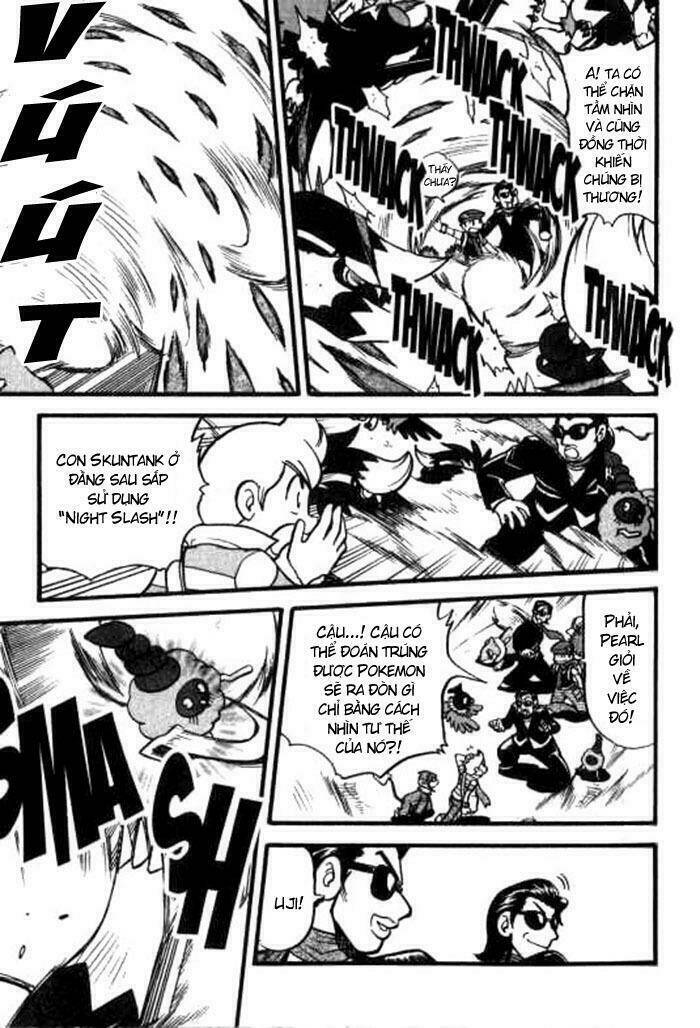 A! TA CÓ
THỂ CHẶN
TẦM NHÌN
VÀ CŨNG
ĐỒNG THỜI
KHIẾN
CHÚNG BỊ
THƯƠNG!
THWACK
THWACK
THWACK
THẤY
CHƯA?
THWACK
THWACK
VÚÚT
CON SKUNTANK Ở
ĐẰNG SAU SẮP
SỬ DỤNG
"NIGHT SLASH"!!
PHẢI,
PEARL
GIỎI
VỀ
VIỆC
ĐÓ!
CẬU...! CẬU CÓ
THỂ ĐOÁN TRÚNG
ĐƯỢC POKEMON
SẼ RA ĐÒN GÌ
CHỈ BẰNG CÁCH
NHÌN TƯ THẾ
CỦA NÓ?!
UJI!
SMASH